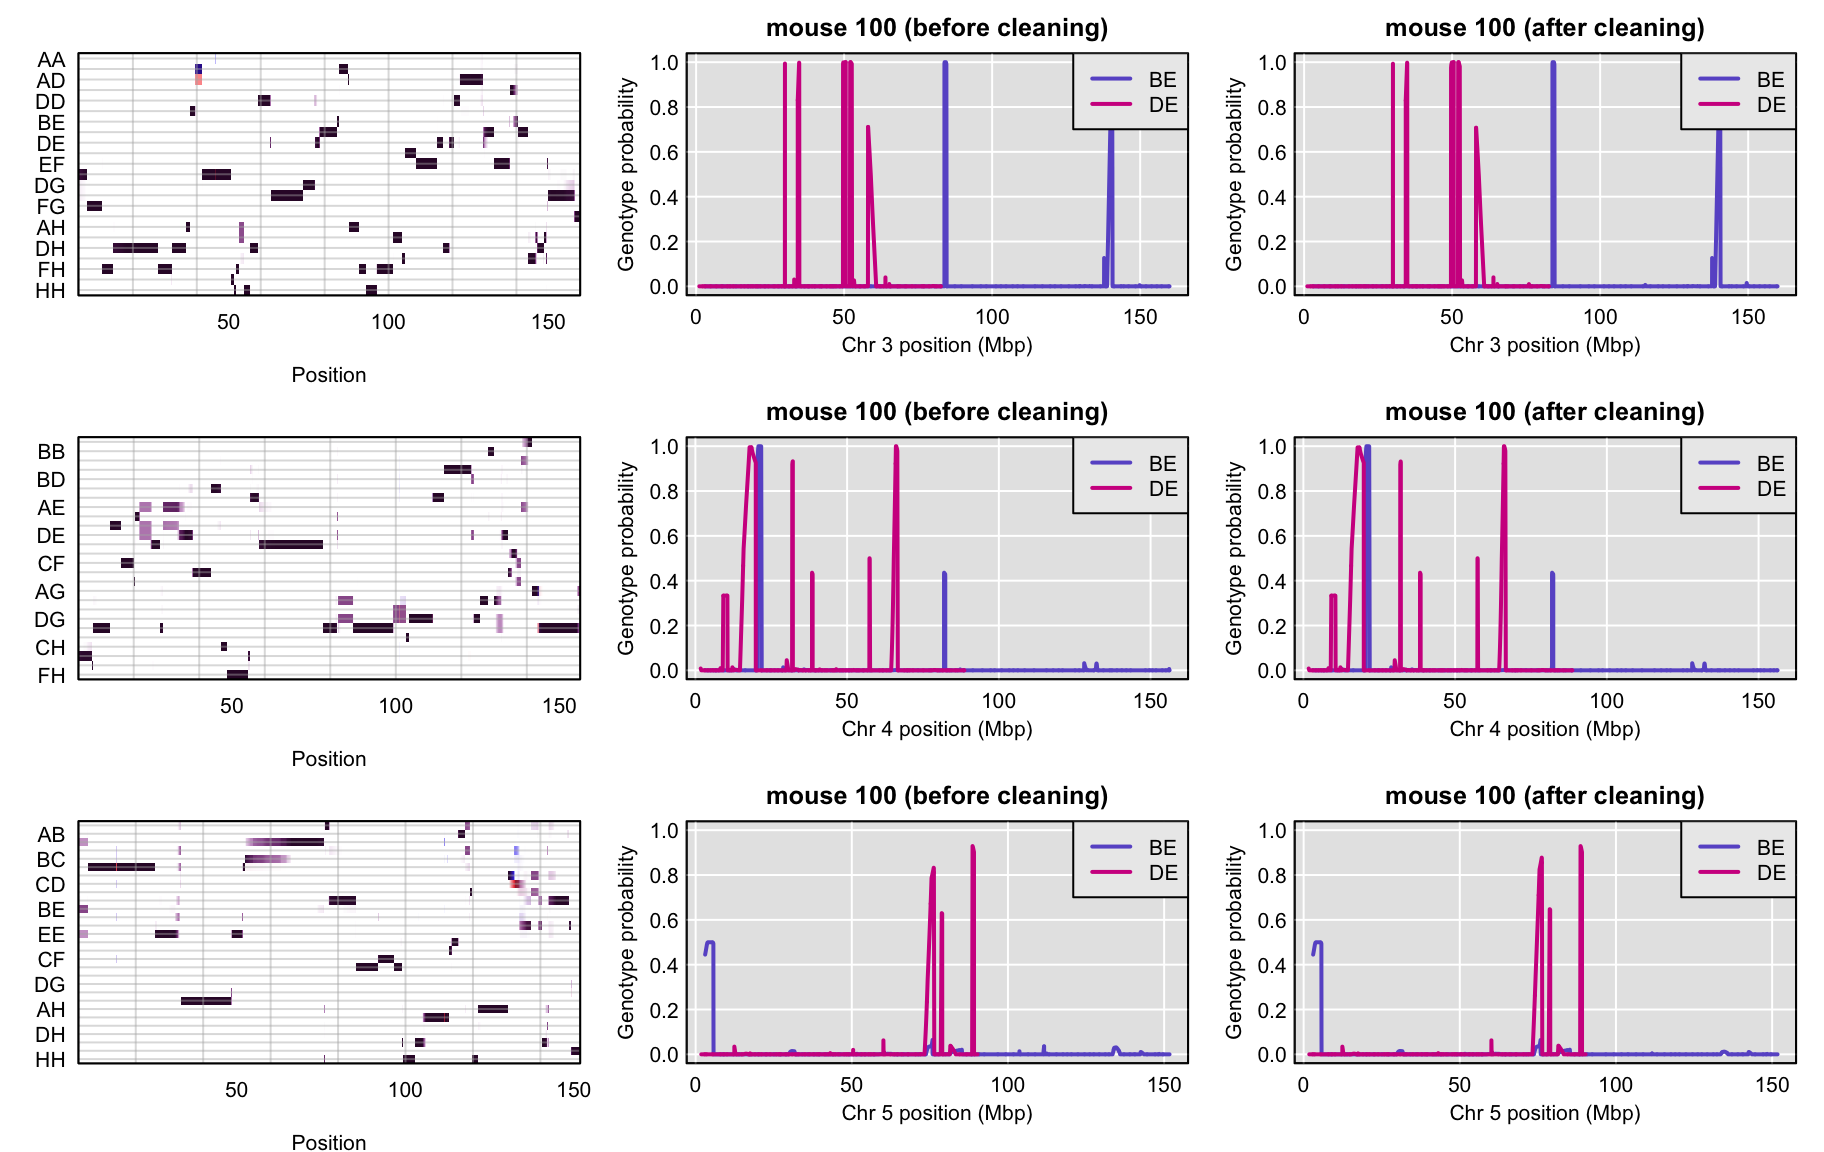 AA
AD
DD
BE
DE
EF
DG
FG
AH
DH
FH
HH
50
100
150
Position
mouse 100 (before cleaning)
Genotype probability
1.0
0.8
0.6
0.4
0.2
0.0
BE
DE
0
50
100
150
Chr 3 position (Mbp)
mouse 100 (after cleaning)
Genotype probability
1.0
0.8
0.6
0.4
0.2
0.0
BE
DE
0
50
100
150
Chr 3 position (Mbp)
BB
BD
AE
DE
CF
AG
DG
CH
FH
50
100
150
Position
mouse 100 (before cleaning)
Genotype probability
1.0
0.8
0.6
0.4
0.2
0.0
BE
DE
0
50
100
150
Chr 4 position (Mbp)
mouse 100 (after cleaning)
Genotype probability
1.0
0.8
0.6
0.4
0.2
0.0
BE
DE
0
50
100
150
Chr 4 position (Mbp)
AB
BC
CD
BE
EE
CF
DG
AH
DH
HH
50
100
150
Position
mouse 100 (before cleaning)
Genotype probability
1.0
0.8
0.6
0.4
0.2
0.0
BE
DE
0
50
100
150
Chr 5 position (Mbp)
mouse 100 (after cleaning)
Genotype probability
1.0
0.8
0.6
0.4
0.2
0.0
BE
DE
0
50
100
150
Chr 5 position (Mbp)